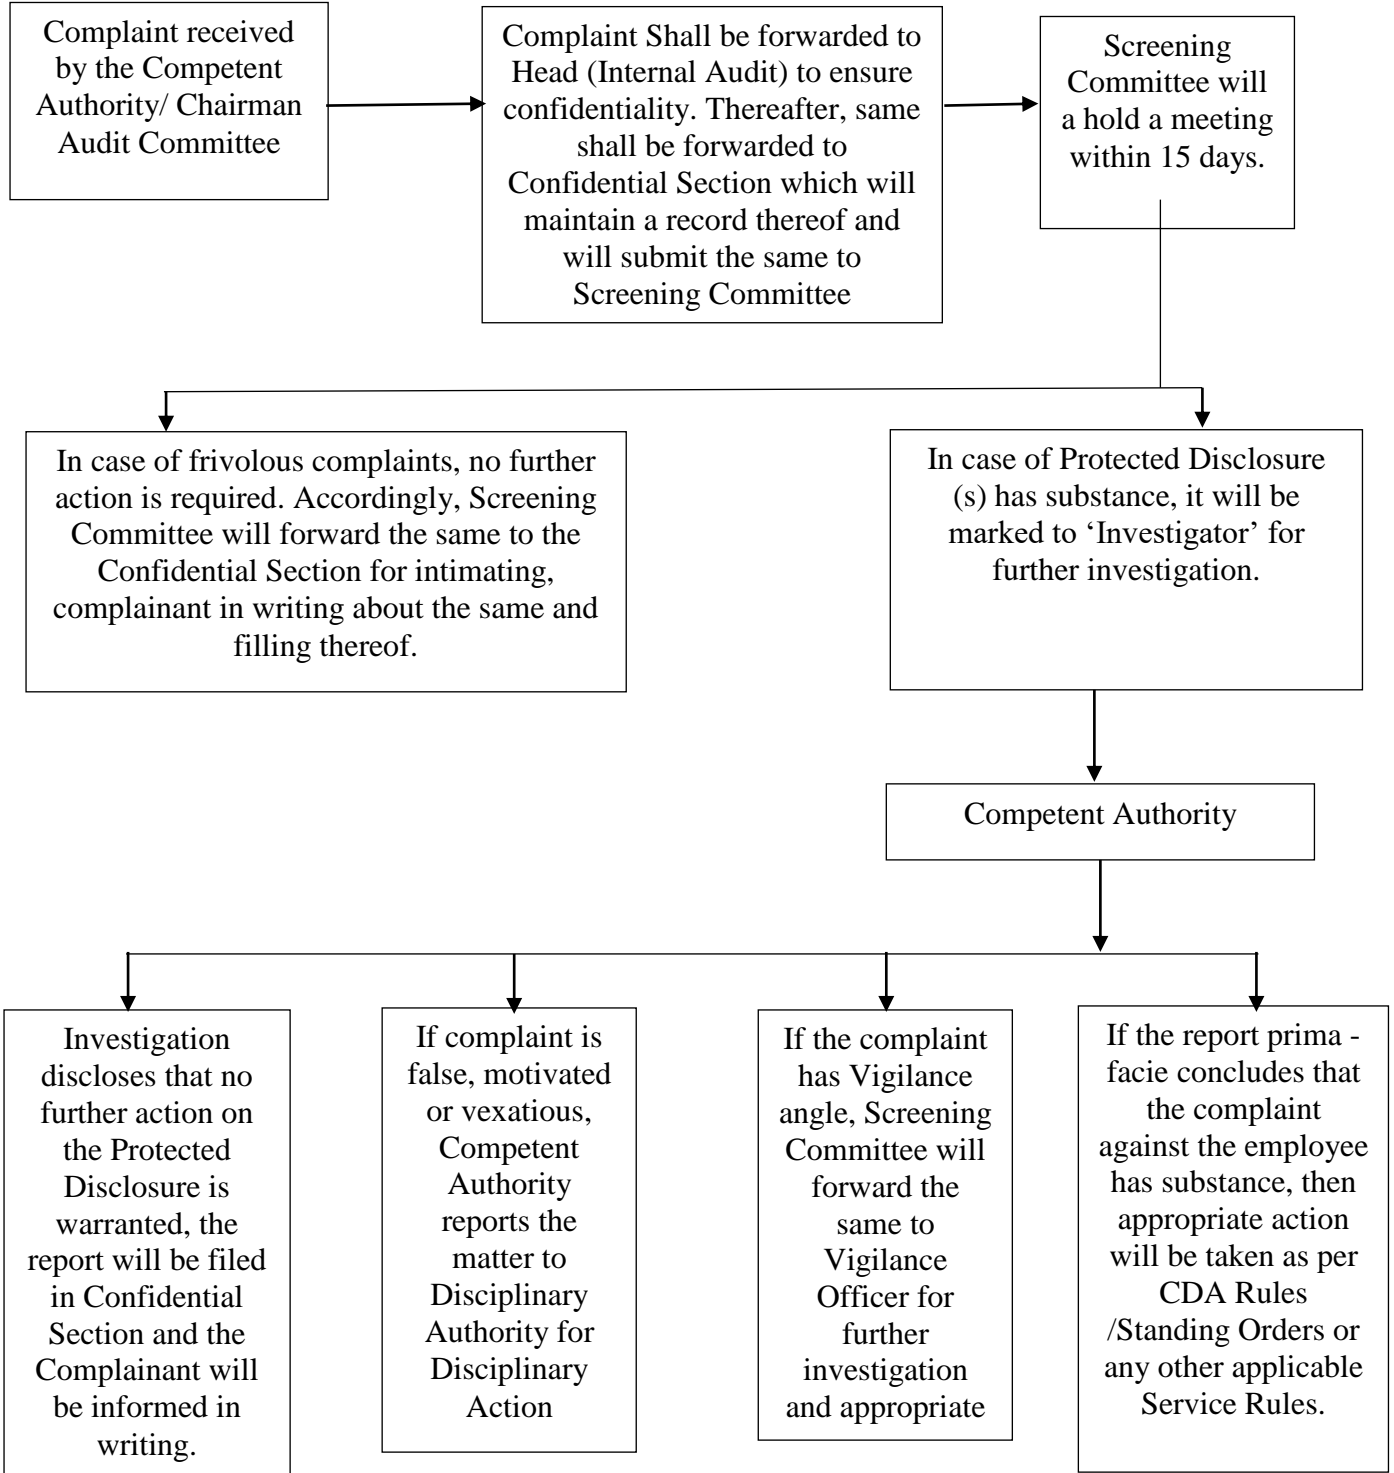 Complaint received
by the Competent
Authority/ Chairman
Audit Committee
Complaint Shall be forwarded to
Head (Internal Audit) to ensure
confidentiality. Thereafter, same
shall be forwarded to
Confidential Section which will
maintain a record thereof and
will submit the same to
Screening Committee
Screening
Committee will
a hold a meeting
within 15 days.
In case of frivolous complaints, no further
action is required. Accordingly, Screening
Committee will forward the same to the
Confidential Section for intimating,
complainant in writing about the same and
filling thereof.
In case of Protected Disclosure
(s) has substance, it will be
marked to ‘Investigator’ for
further investigation.
Competent Authority
Investigation
discloses that no
further action on
the Protected
Disclosure is
warranted, the
report will be filed
in Confidential
Section and the
Complainant will
be informed in
writing.
If complaint is
false, motivated
or vexatious,
Competent
Authority
reports the
matter to
Disciplinary
Authority for
Disciplinary
Action
If the complaint
has Vigilance
angle, Screening
Committee will
forward the
same to
Vigilance
Officer for
further
investigation
and appropriate
If the report prima -
facie concludes that
the complaint
against the employee
has substance, then
appropriate action
will be taken as per
CDA Rules
/Standing Orders or
any other applicable
Service Rules.